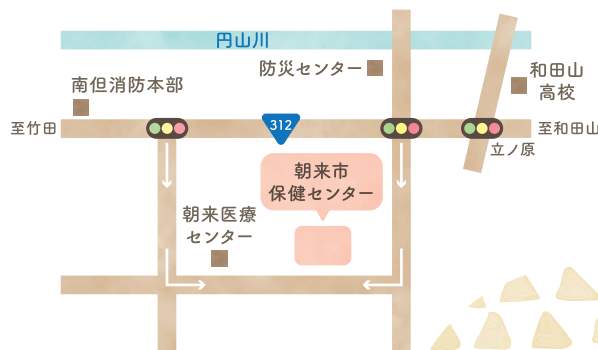 円山川
防災センター
和田山
高校
南但消防本部
至竹田
312
至和田山
立ノ原
朝来市
保健センター
朝来医療
センター